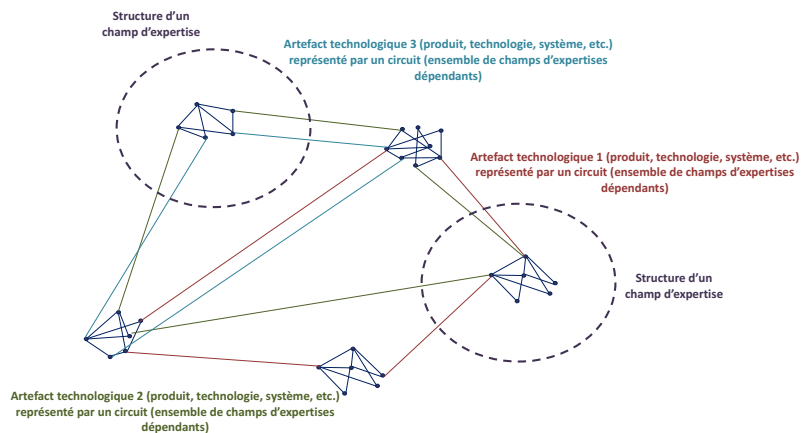 Structure d'un
champ d'expertise
Artefact technologique 3 (produit, technologie, système, etc.)
représenté par un circuit (ensemble de champs d'expertises
dépendants)
Artefact technologique 1 (produit, technologie, système, etc.)
représenté par un circuit (ensemble de champs d'expertises
dépendants)
Structure d'un
champ d'expertise
Artefact technologique 2 (produit, technologie, système, etc.)
représenté par un circuit (ensemble de champs d'expertises
dépendants)